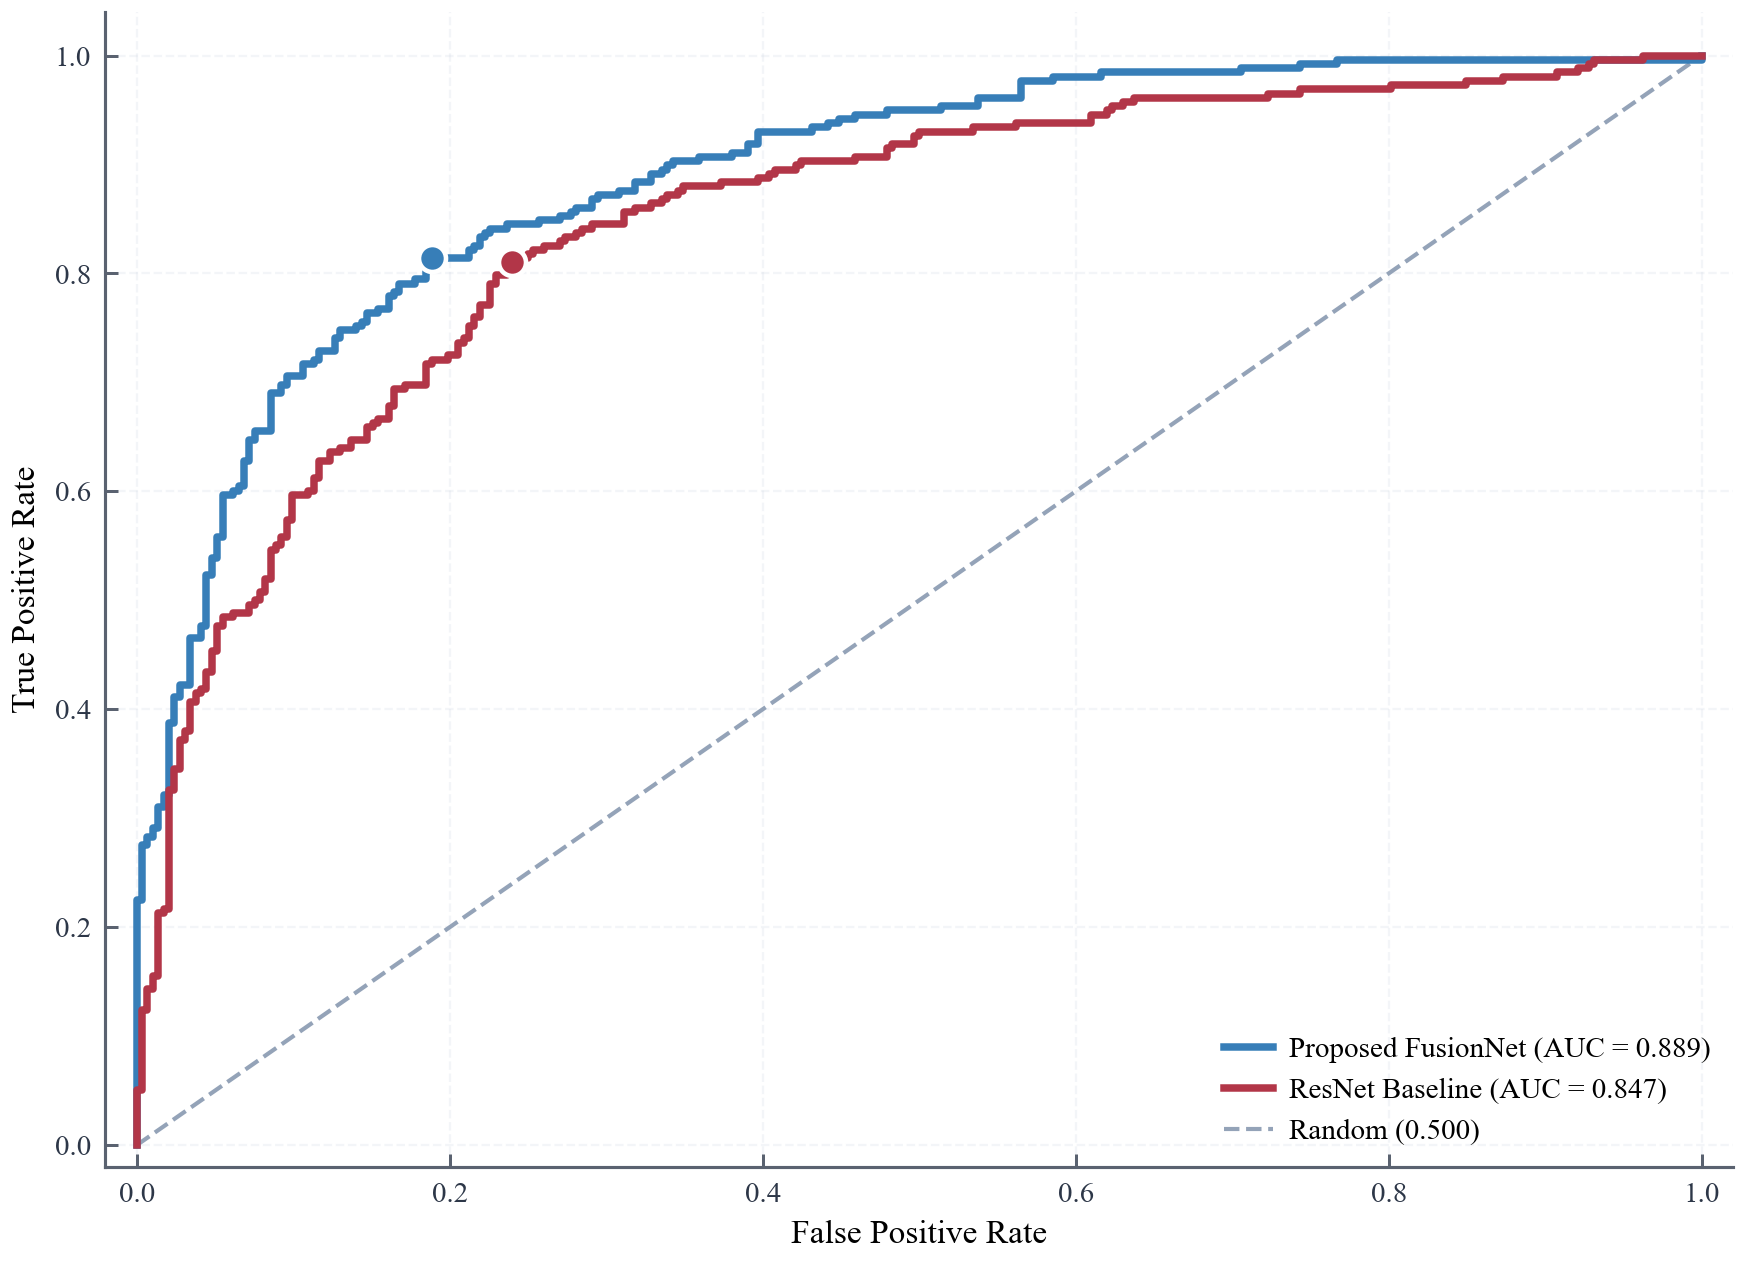 1.0
0.8
0.6
0.4
0.2
0.0
True Positive Rate
Proposed FusionNet (AUC = 0.889)
ResNet Baseline (AUC = 0.847)
Random (0.500)
0.0 0.2 0.4 0.6 0.8 1.0
False Positive Rate